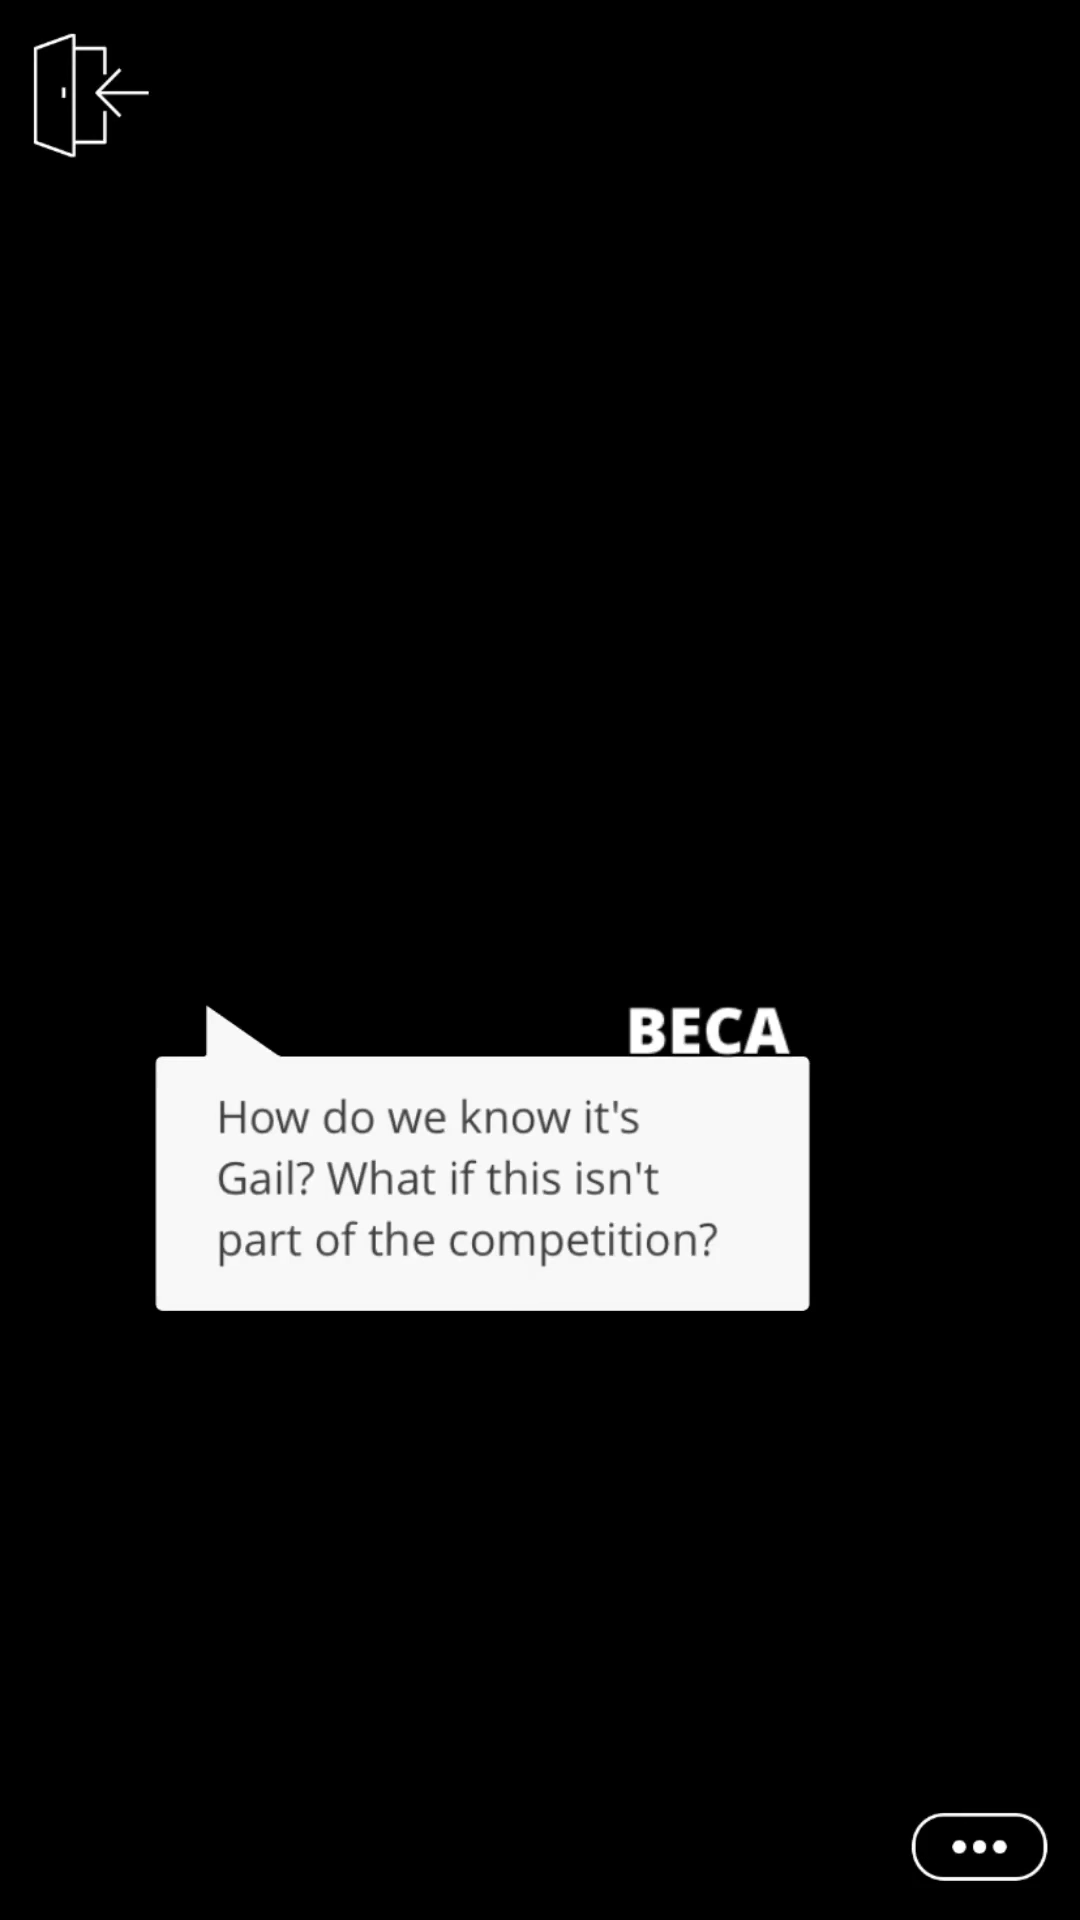 BECA
How do we know it's
Gail? What if this isn't
part of the competition?